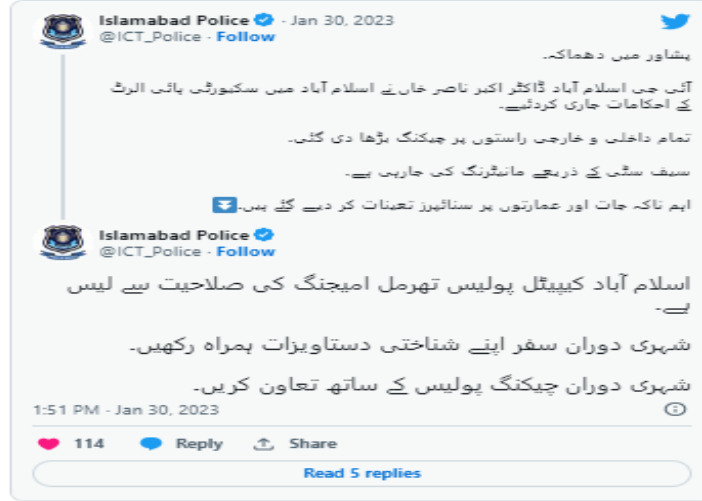 Islamabad Police · Jan 30, 2023
@ICT_Police · Follow
پشاور میں دھماکہ۔
آئی جی اسلام آباد ڈاکٹر اکبر ناصر خاں نے اسلام آباد میں سکیورٹی ہائی الرٹ
کے احکامات جاری کردئیے۔
تمام داخلی و خارجی راستوں پر چیکنگ بڑھا دی گئی۔
سیف سٹی کے ذریعے مانیٹرنگ کی جارہی ہے۔
اہم ناکہ جات اور عمارتوں پر سنائپرز تعینات کر دیے گئے ہیں۔⏬
Islamabad Police
@ICT_Police · Follow
اسلام آباد کیپیٹل پولیس تھرمل امیجنگ کی صلاحیت سے لیس
ہے۔
شہری دوران سفر اپنے شناختی دستاویزات ہمراہ رکھیں۔
شہری دوران چیکنگ پولیس کے ساتھ تعاون کریں۔
1:51 PM · Jan 30, 2023
114 Reply Share
Read 5 replies